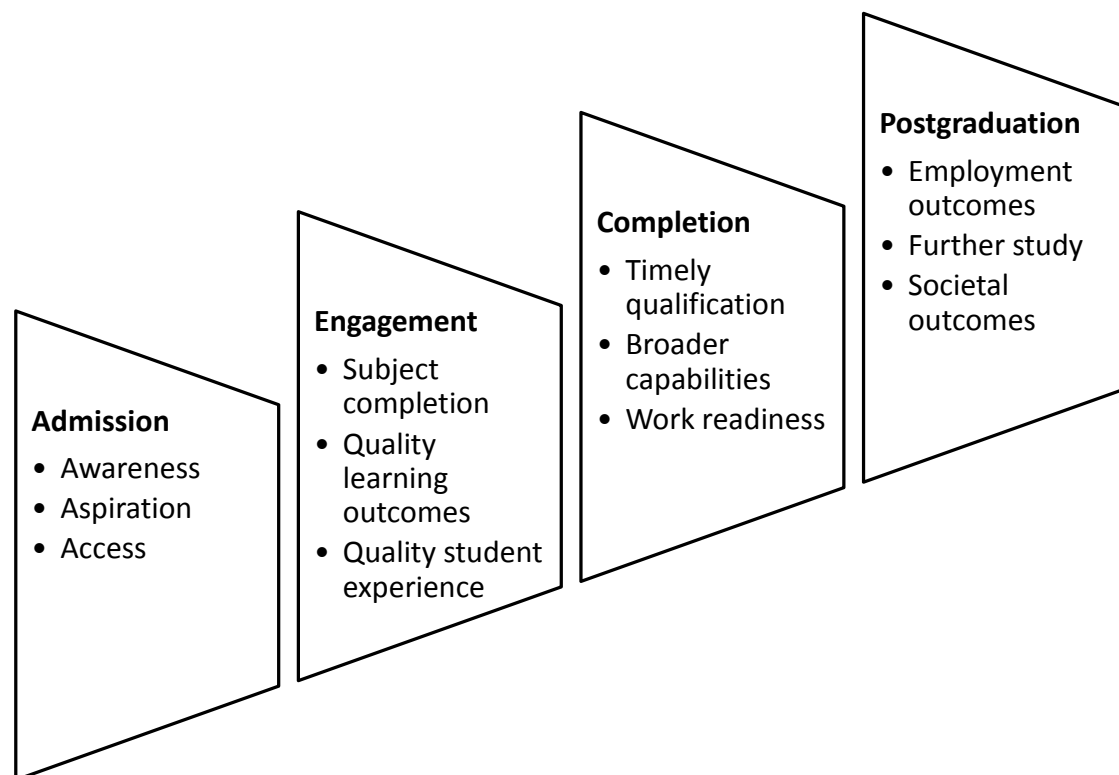 Admission
• Awareness
• Aspiration
• Access
Engagement
• Subject
completion
• Quality
learning
outcomes
• Quality student
experience
Completion
• Timely
qualification
• Broader
capabilities
• Work readiness
Postgraduation
• Employment
outcomes
• Further study
• Societal
outcomes